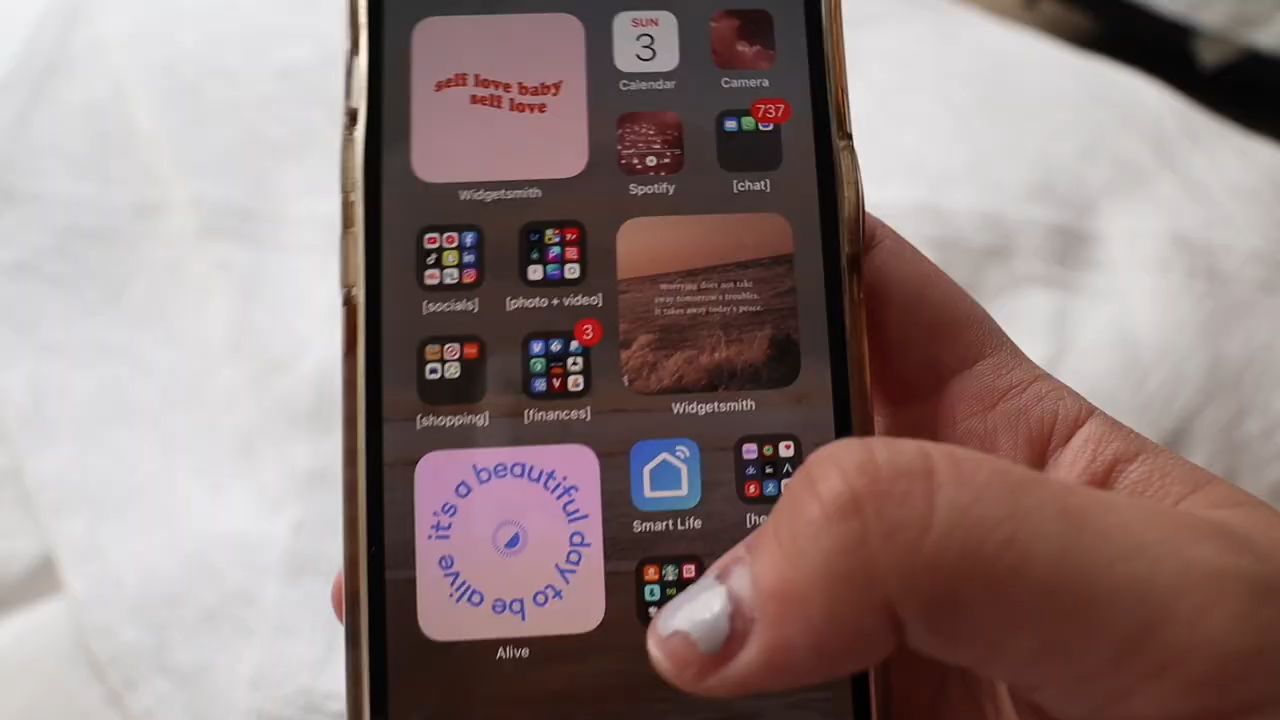 self love baby
self love
Widgetsmith
SUN
3
Calendar
Camera
Spotify
737
[chat]
[socials]
[photo + video]
Worrying does not take
away tomorrow's troubles.
It takes away today's peace.
Widgetsmith
[shopping]
3
[finances]
it's a beautiful day to be alive
Alive
Smart Life
[he